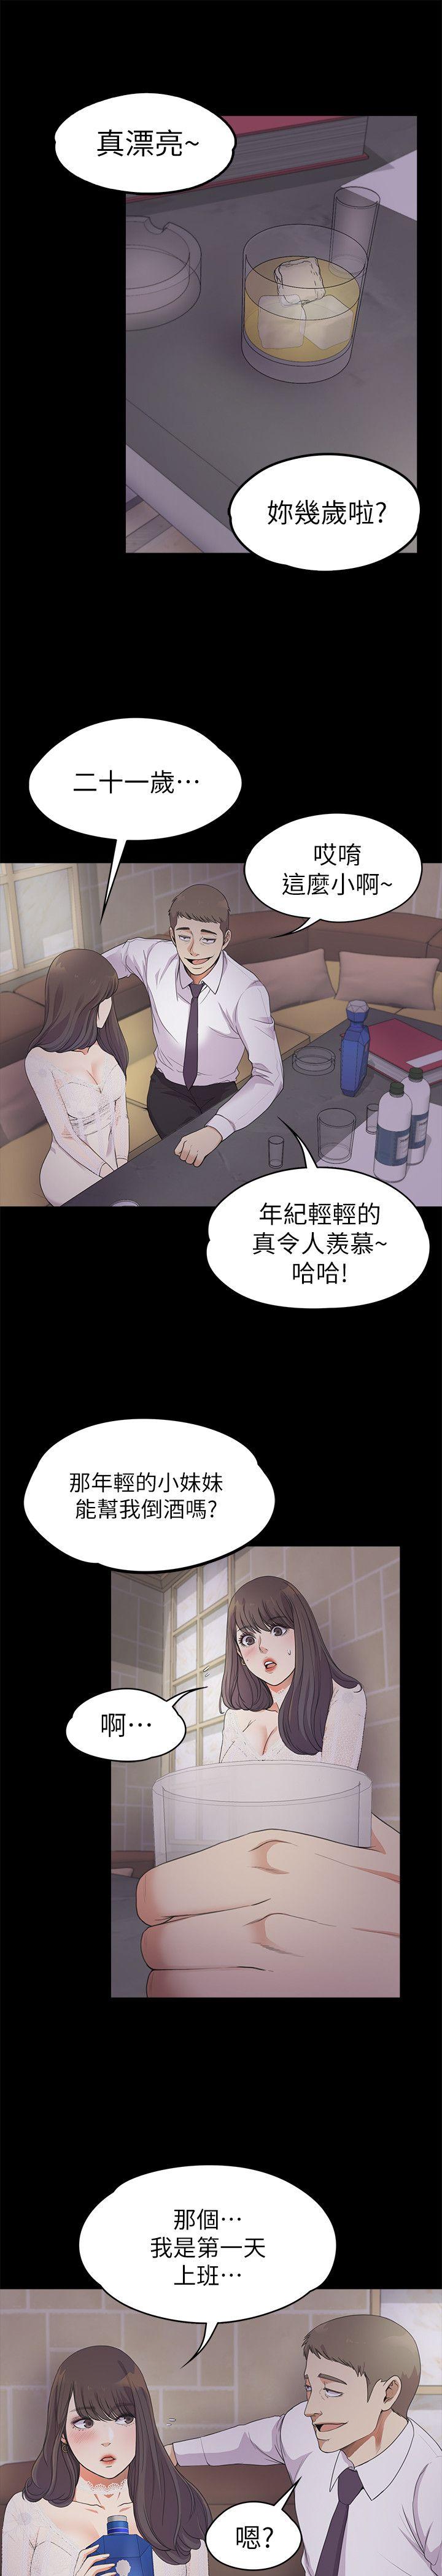 真漂亮~
妳幾歲啦?
二十一歲…
哎唷
這麼小啊~
年紀輕輕的
真令人羨慕~
哈哈!
那年輕的小妹妹
能幫我倒酒嗎?
啊…
那個…
我是第一天
上班…
嗯?